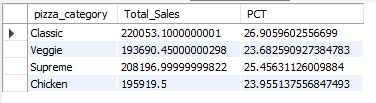 pizza_category Total_Sales PCT
Classic 220053.1000000001 26.9059602556699
Veggie 193690.45000000298 23.682590927384783
Supreme 208196.99999999822 25.45631126009884
Chicken 195919.5 23.955137556847493